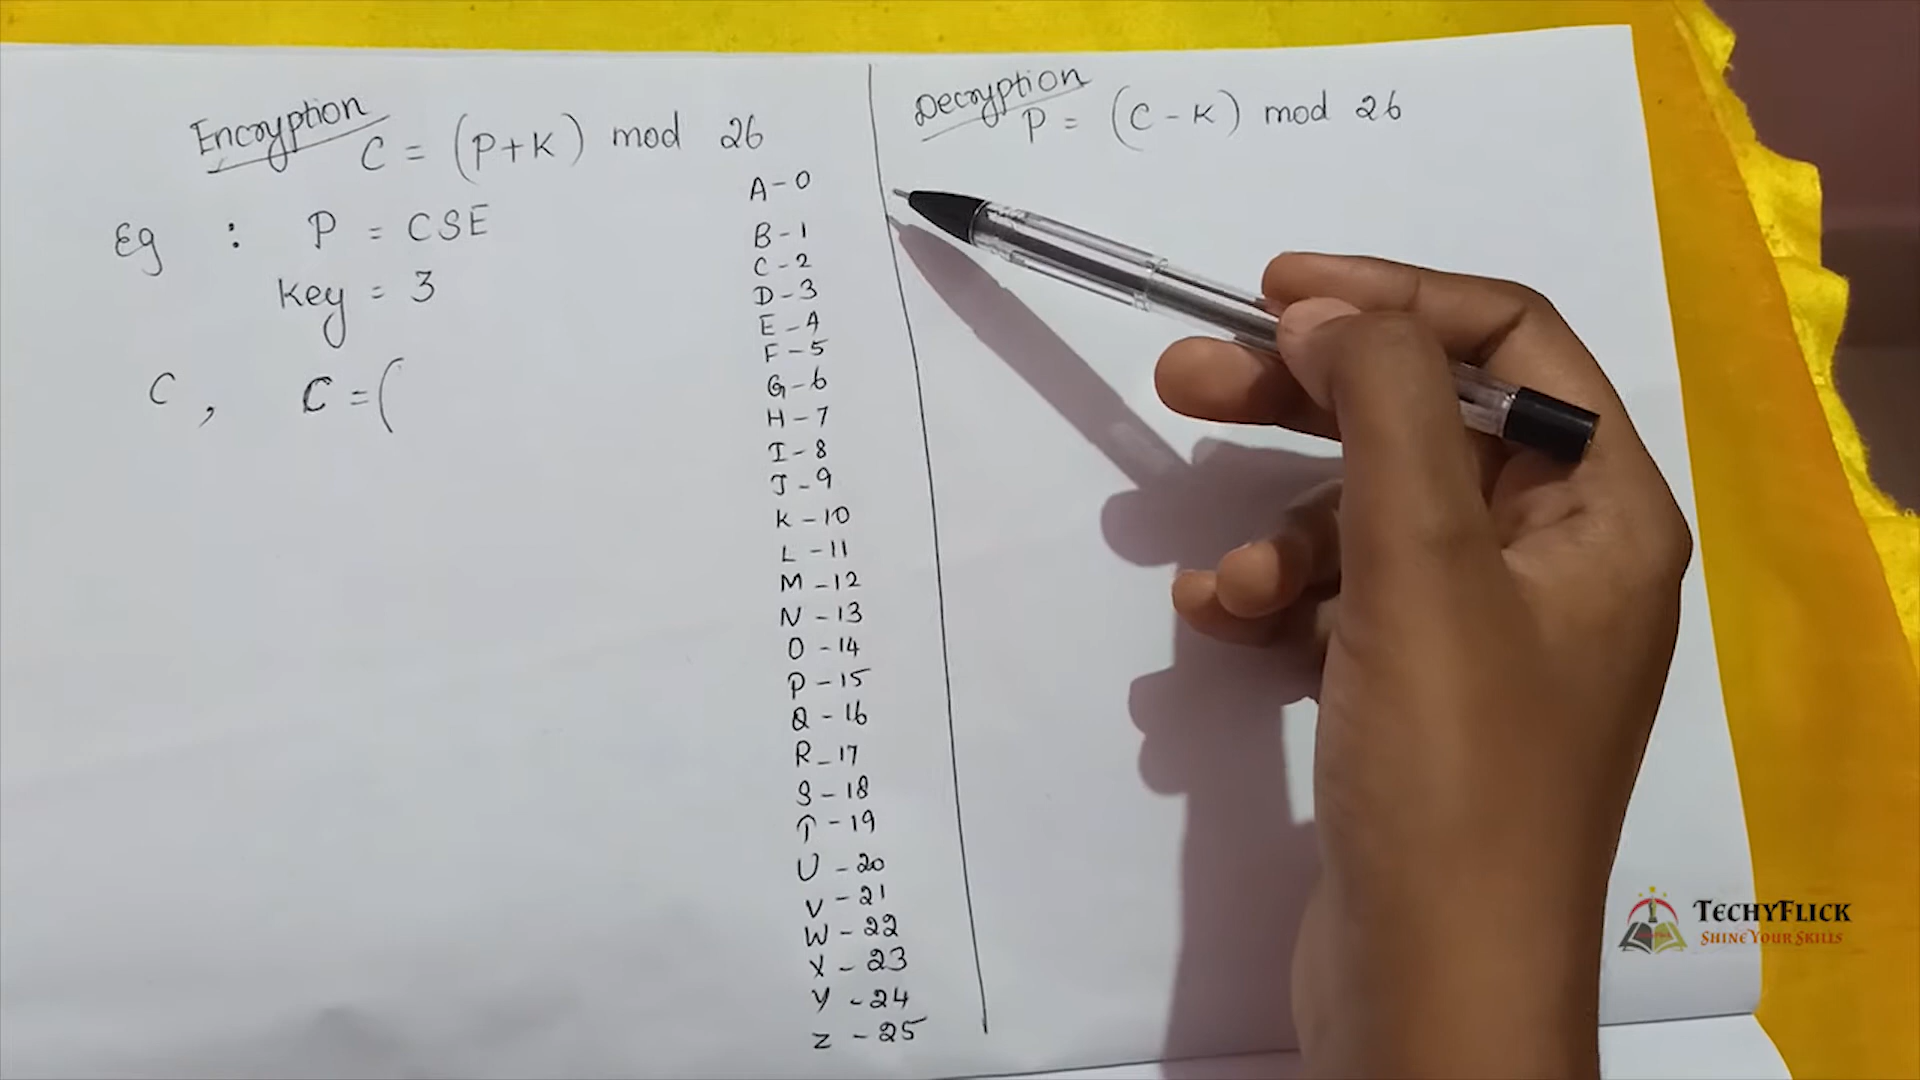 Encryption
C = (P+K) mod 26
Eg : P = CSE
Key = 3
C , C = (
A-0
B-1
C-2
D-3
E-4
F-5
G-6
H-7
I-8
J-9
K-10
L-11
M-12
N-13
O-14
P-15
Q-16
R-17
S-18
T-19
U-20
V-21
W-22
X-23
Y-24
Z-25
Decryption
P = (C-K) mod 26
TECHYFLICK
SHINE YOUR SKILLS